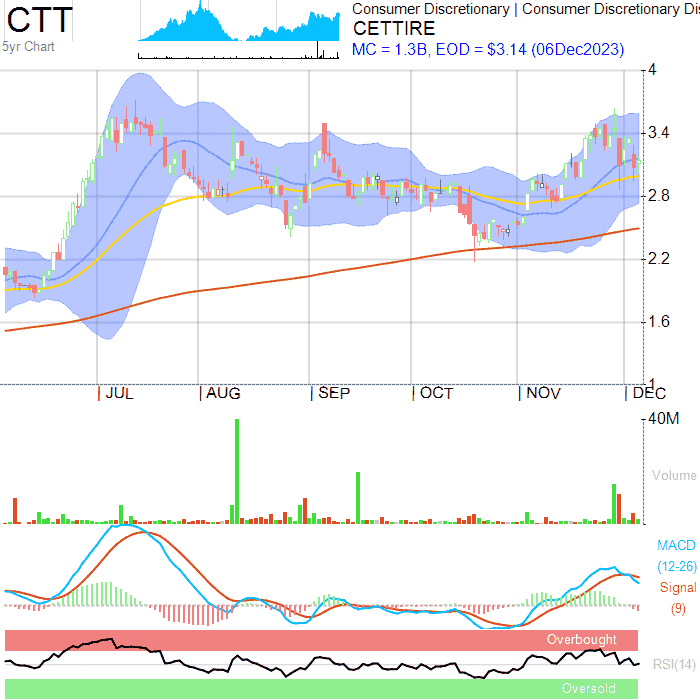 CTT
5yr Chart
Consumer Discretionary | Consumer Discretionary Dis
CETTIRE
MC = 1.3B, EOD = $3.14 (06Dec2023)
4
3.4
2.8
2.2
1.6
1
JUL AUG SEP OCT NOV DEC
40M
Volume
MACD
(12-26)
Signal
(9)
Overbought
RSI(14)
Oversold